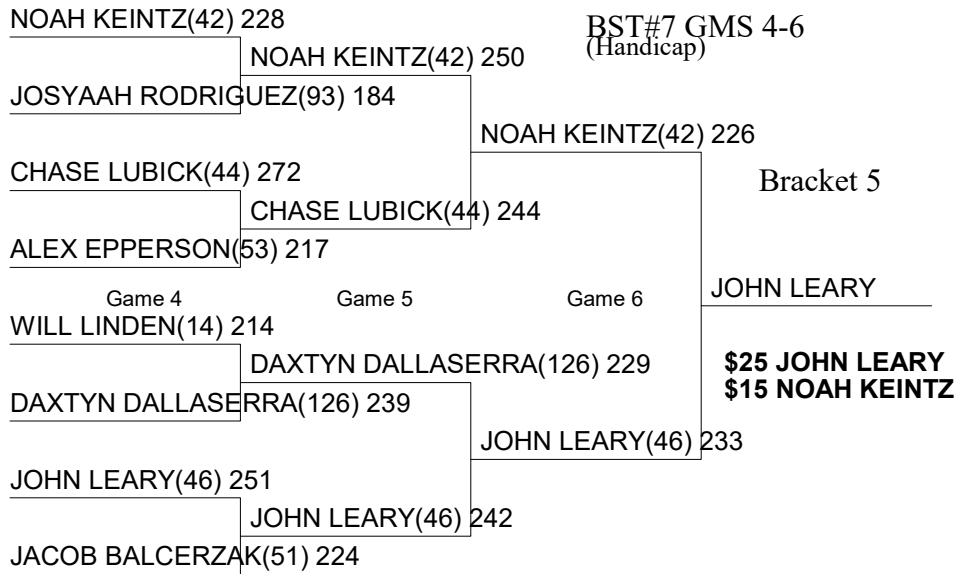 NOAH KEINTZ(42) 228
BST#7 GMS 4-6
(Handicap)
NOAH KEINTZ(42) 250
JOSYAAH RODRIGUEZ(93) 184
NOAH KEINTZ(42) 226
CHASE LUBICK(44) 272
Bracket 5
CHASE LUBICK(44) 244
ALEX EPPERSON(53) 217
Game 4
Game 5
Game 6
JOHN LEARY
WILL LINDEN(14) 214
DAXTYN DALLASERRA(126) 229
$25 JOHN LEARY
$15 NOAH KEINTZ
DAXTYN DALLASERRA(126) 239
JOHN LEARY(46) 233
JOHN LEARY(46) 251
JOHN LEARY(46) 242
JACOB BALCERZAK(51) 224